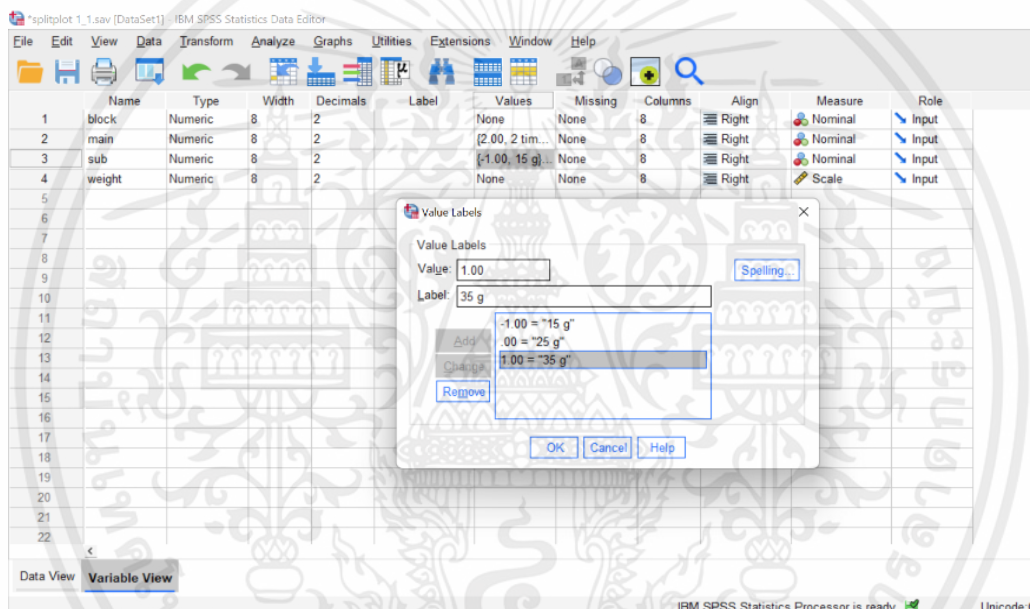 *splitplot 1_1.sav [DataSet1] - IBM SPSS Statistics Data Editor
File Edit View Data Transform Analyze Graphs Utilities Extensions Window Help
Name Type Width Decimals Label Values Missing Columns Align Measure Role
1 block Numeric 8 2 None None 8 Right Nominal Input
2 main Numeric 8 2 {2.00, 2 tim... None 8 Right Nominal Input
3 sub Numeric 8 2 {-1.00, 15 g}... None 8 Right Nominal Input
4 weight Numeric 8 2 None None 8 Right Scale Input
5
6
7
8
9
10
11
12
13
14
15
16
17
18
19
20
21
22
Value Labels
Value Labels
Value: 1.00
Spelling...
Label: 35 g
-1.00 = "15 g"
Add .00 = "25 g"
Change 1.00 = "35 g"
Remove
OK Cancel Help
Data View Variable View
IBM SPSS Statistics Processor is ready Unicode: